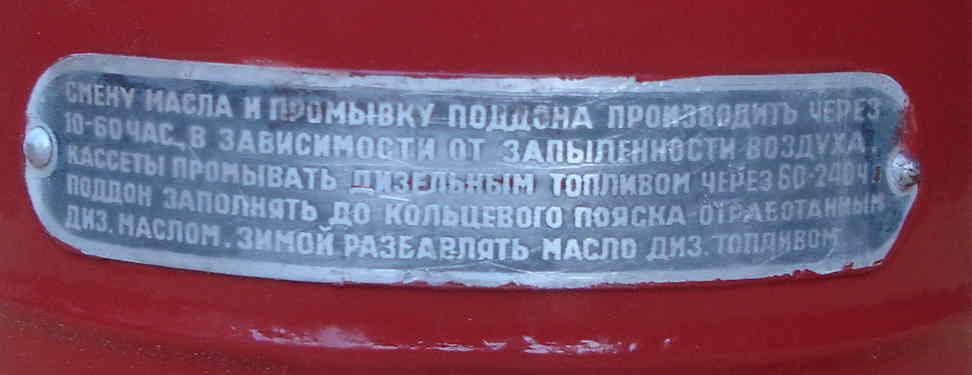 СМЕНУ МАСЛА И ПРОМЫВКУ ПОДДОНА ПРОИЗВОДИТЬ ЧЕРЕЗ
10-60 ЧАС., В ЗАВИСИМОСТИ ОТ ЗАПЫЛЕННОСТИ ВОЗДУХА.
КАССЕТЫ ПРОМЫВАТЬ ДИЗЕЛЬНЫМ ТОПЛИВОМ ЧЕРЕЗ 60-240Ч.
ПОДДОН ЗАПОЛНЯТЬ ДО КОЛЬЦЕВОГО ПОЯСКА ОТРАБОТАННЫМ
ДИЗ. МАСЛОМ. ЗИМОЙ РАЗБАВЛЯТЬ МАСЛО ДИЗ. ТОПЛИВОМ